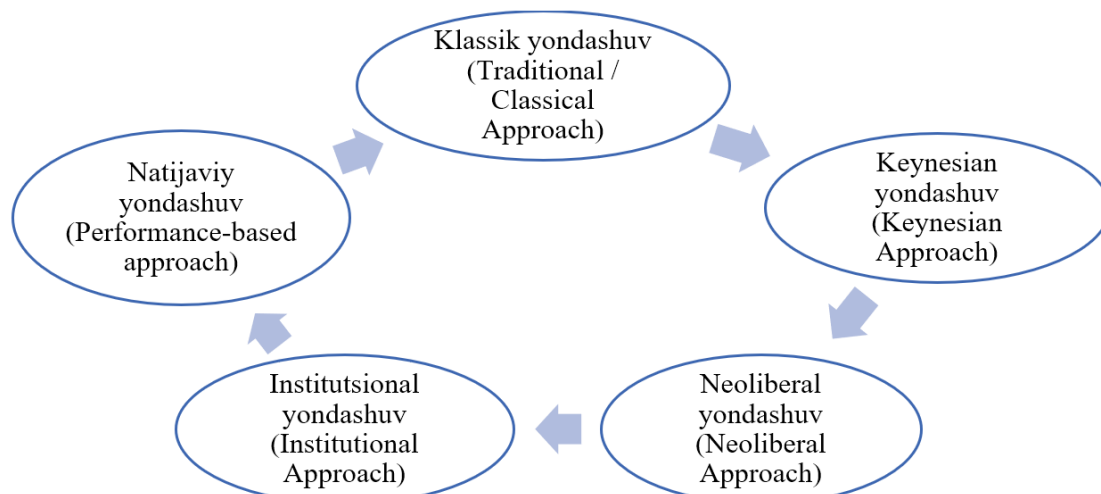 Klassik yondashuv
(Traditional /
Classical
Approach)
Keynesian
yondashuv
(Keynesian
Approach)
Neoliberal
yondashuv
(Neoliberal
Approach)
Institutsional
yondashuv
(Institutional
Approach)
Natijaviy
yondashuv
(Performance-based
approach)